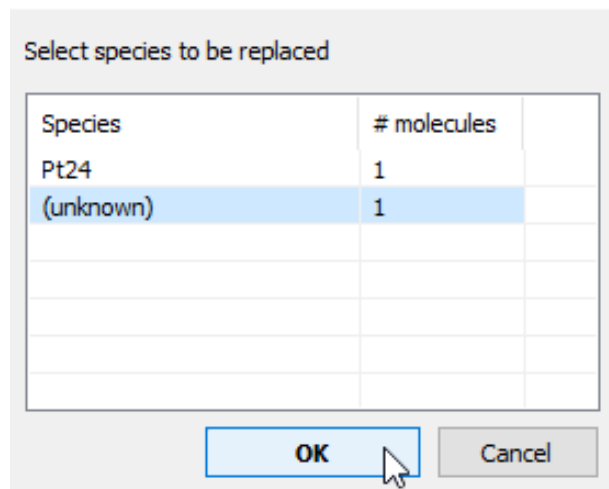 Select species to be replaced
Species # molecules
Pt24 1
(unknown) 1
OK Cancel